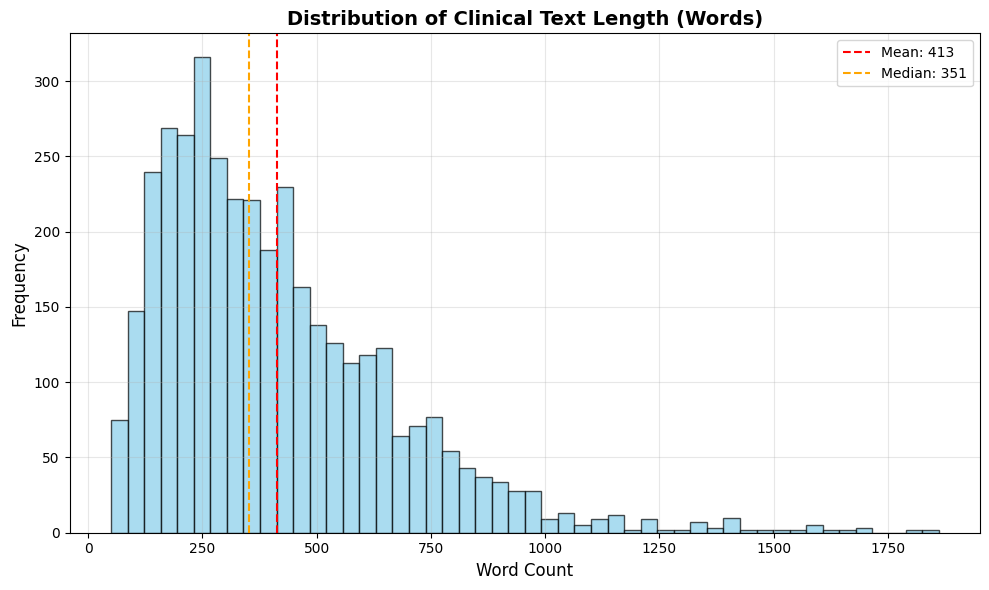 Distribution of Clinical Text Length (Words)
Mean: 413
Median: 351
Frequency
300
250
200
150
100
50
0
0 250 500 750 1000 1250 1500 1750
Word Count